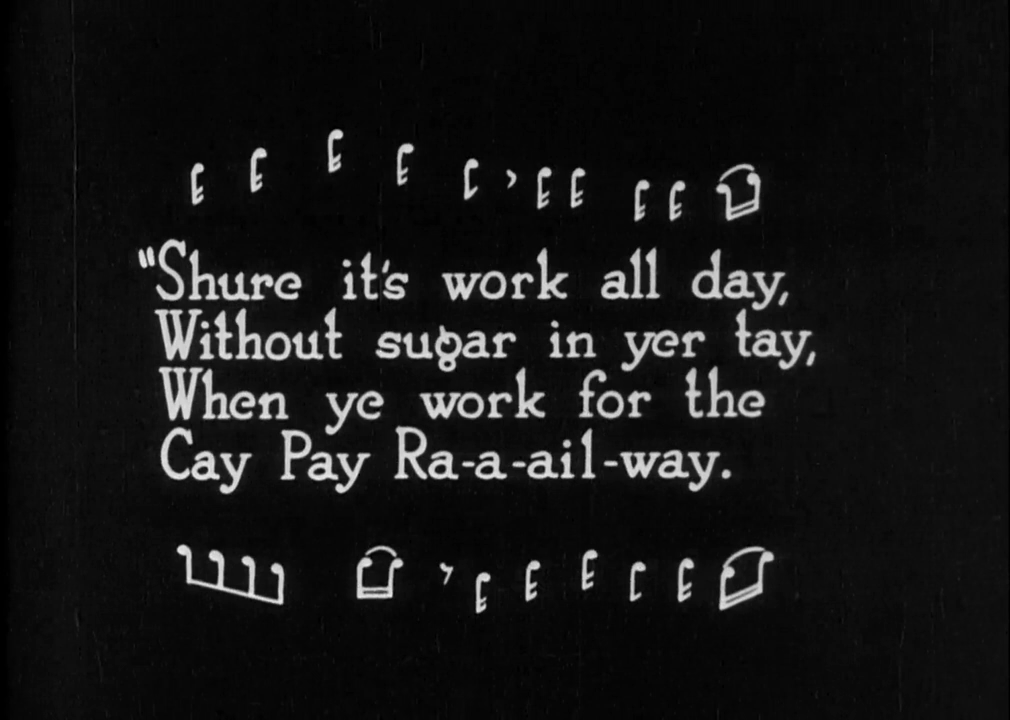 "Shure it's work all day,
Without sugar in yer tay,
When ye work for the
Cay Pay Ra-a-ail-way.